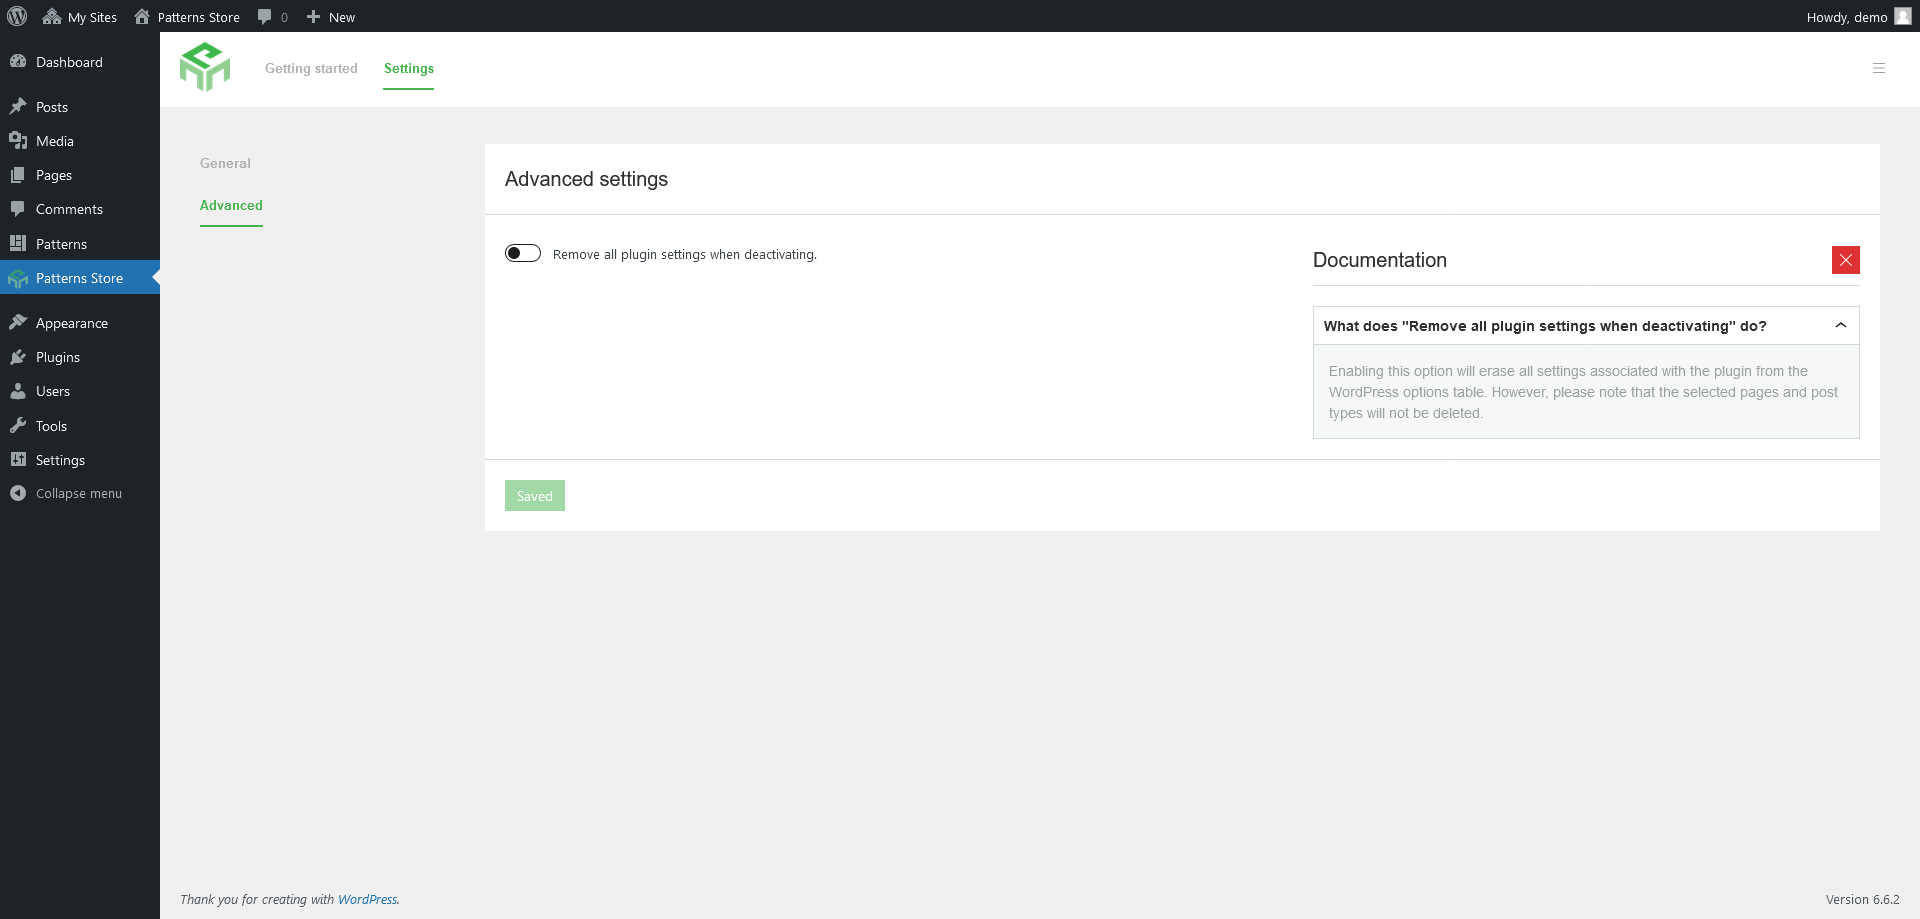 My Sites
Patterns Store
0
New
Howdy, demo
Dashboard
Posts
Media
Pages
Comments
Patterns
Patterns Store
Appearance
Plugins
Users
Tools
Settings
Collapse menu
Getting started
Settings
General
Advanced
Advanced settings
Remove all plugin settings when deactivating.
Documentation
What does "Remove all plugin settings when deactivating" do?
Enabling this option will erase all settings associated with the plugin from the
WordPress options table. However, please note that the selected pages and post
types will not be deleted.
Saved
Thank you for creating with WordPress.
Version 6.6.2